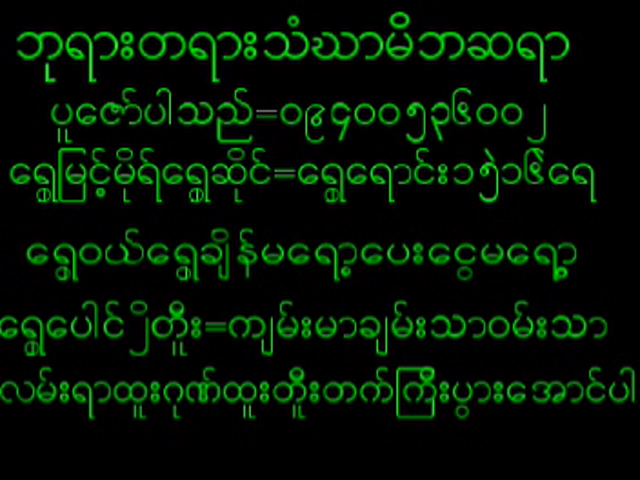 ဘုရားတရားသံဃာမိဘဆရာ
ပူဇော်ပါသည်=၀၉၄၀၀၅၃၆၀၀၂
ရွှေမြင့်မိုရ်ရွှေဆိုင်=ရွှေရောင်း၁၅ဲ၁၆ဲရေ
ရွှေဝယ်ရွှေချိန်မရော့ပေးငွေမရော့
ရွှေပေါင်၂ိတိူး=ကျမ်းမာချမ်းသာဝမ်းသာ
လမ်းရာထူးဂုဏ်ထူးတိူးတက်ကြီးပွားအောင်ပါ